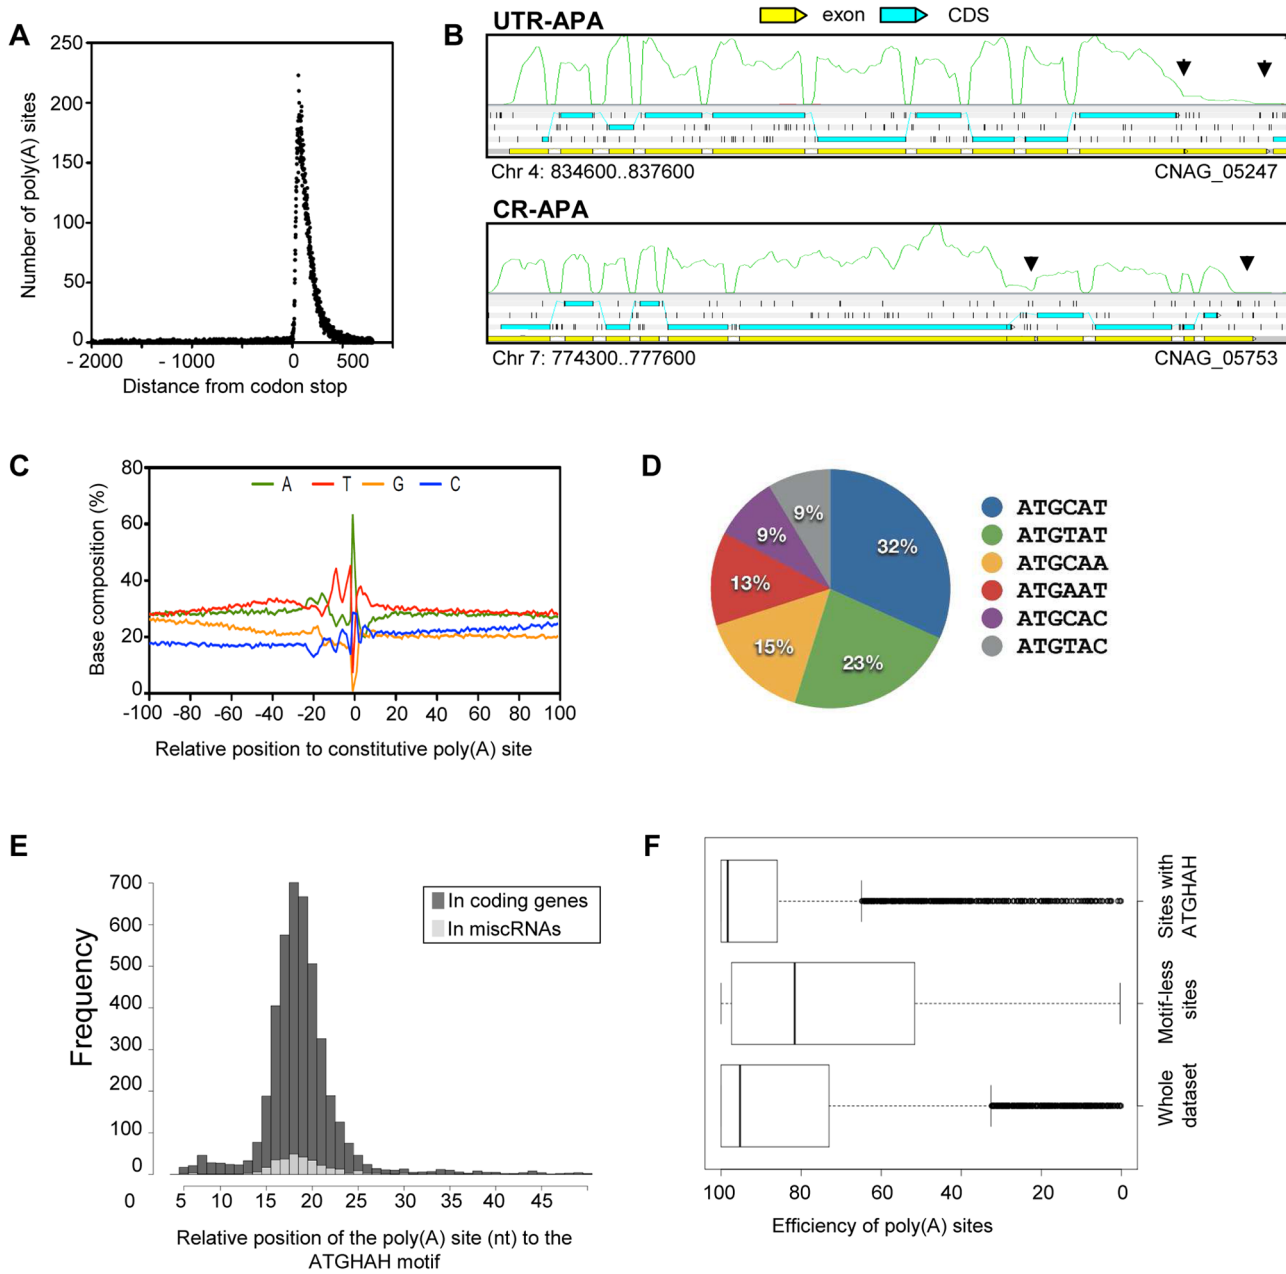 A
250
200
150
100
50
0
- 2000
- 1000
0
500
Number of poly(A) sites
Distance from codon stop
B
UTR-APA
exon
CDS
Chr 4: 834600..837600
CNAG_05247
CR-APA
Chr 7: 774300..777600
CNAG_05753
C
80
60
40
20
0
A T G C
-100 -80 -60 -40 -20 0 20 40 60 80 100
Base composition (%)
Relative position to constitutive poly(A) site
D
32%
23%
15%
13%
9%
9%
ATGCAT
ATGTAT
ATGCAA
ATGAAT
ATGCAC
ATGTAC
E
700
600
500
400
300
200
100
0
Frequency
In coding genes
In miscRNAs
0 5 10 15 20 25 30 35 40 45
Relative position of the poly(A) site (nt) to the
ATGHAH motif
F
Sites with
ATGHAH
Motif-less
sites
Whole
dataset
100 80 60 40 20 0
Efficiency of poly(A) sites